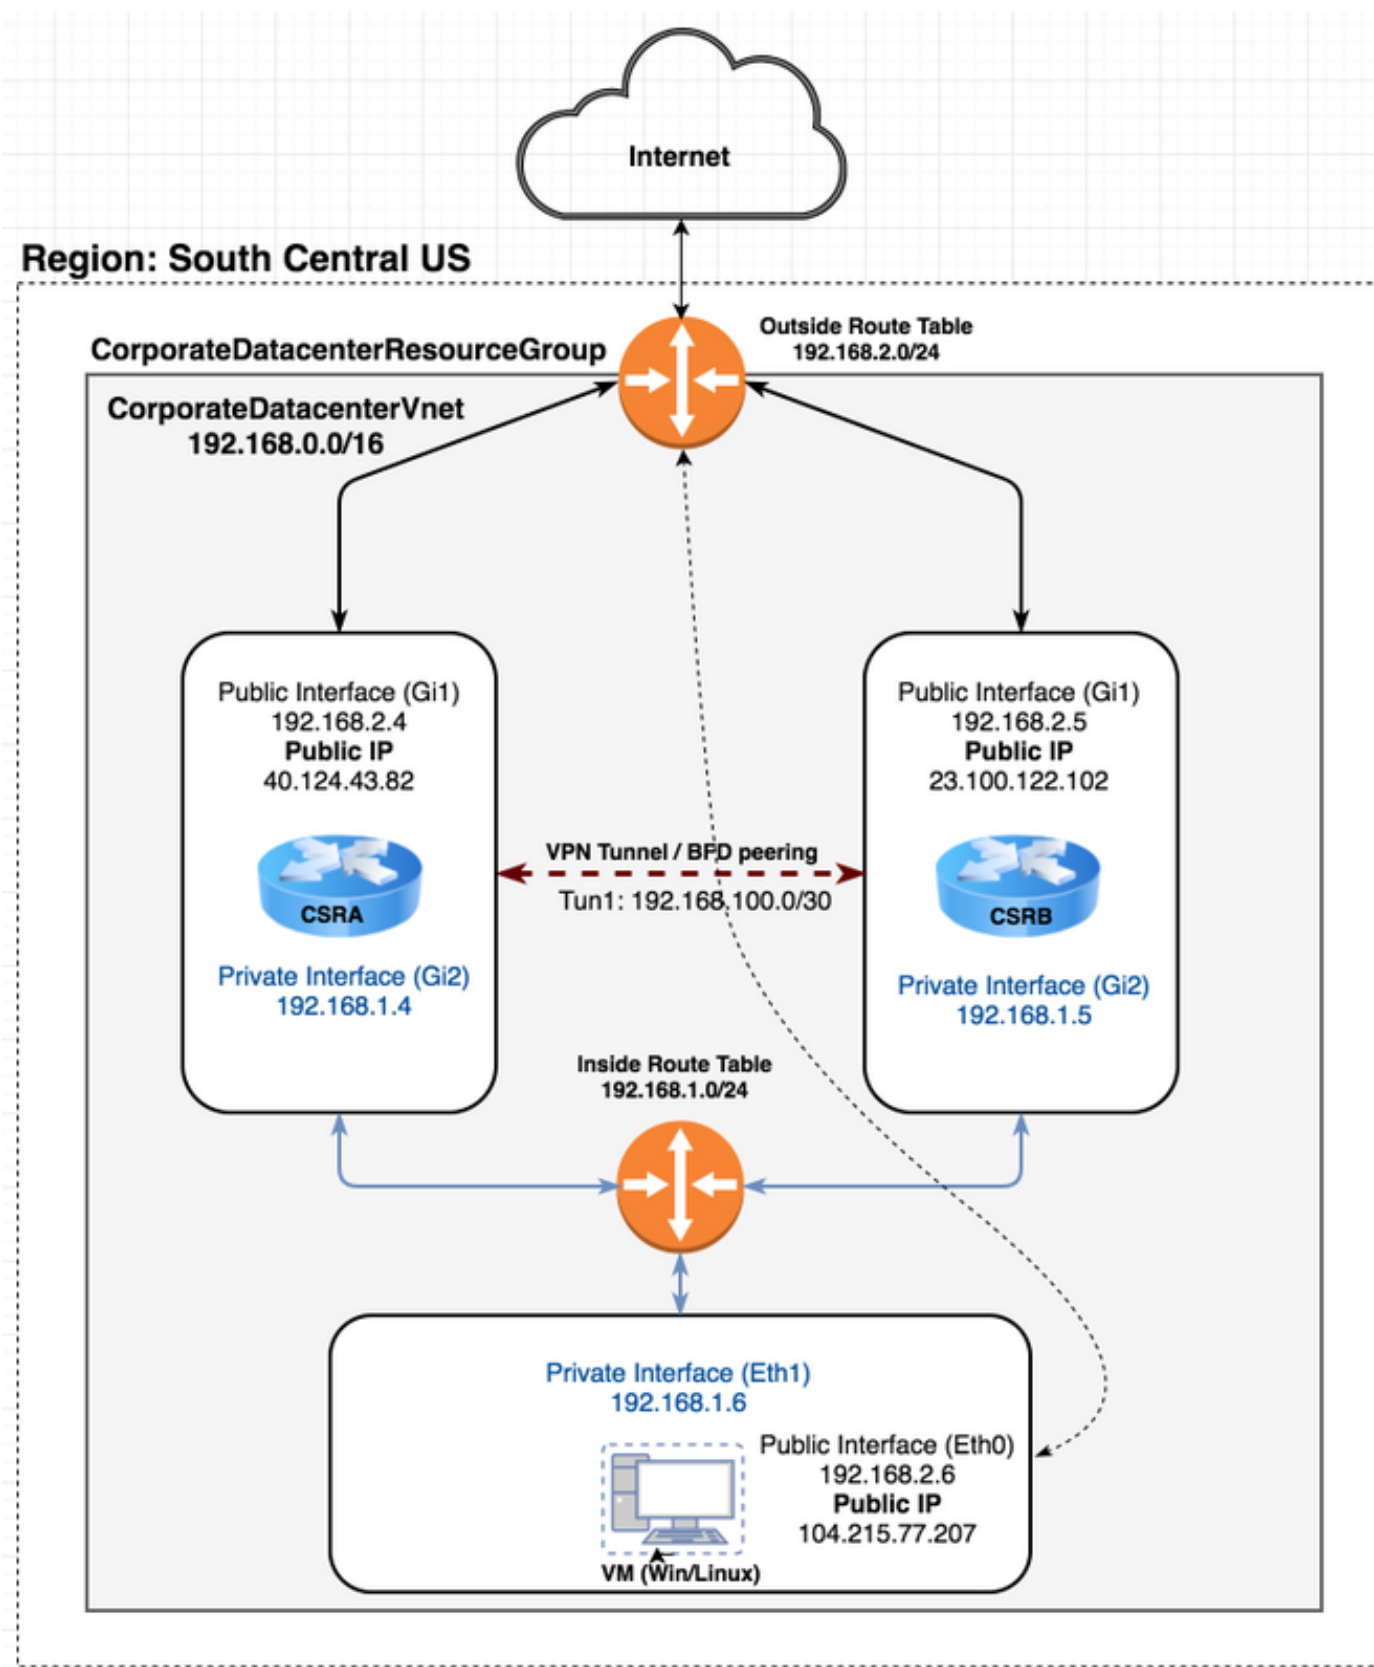 Internet
Region: South Central US
Outside Route Table
192.168.2.0/24
CorporateDatacenterResourceGroup
CorporateDatacenterVnet
192.168.0.0/16
Public Interface (Gi1)
192.168.2.4
Public IP
40.124.43.82
CSRA
Private Interface (Gi2)
192.168.1.4
VPN Tunnel / BFD peering
Tun1: 192.168.100.0/30
Public Interface (Gi1)
192.168.2.5
Public IP
23.100.122.102
CSRB
Private Interface (Gi2)
192.168.1.5
Inside Route Table
192.168.1.0/24
Private Interface (Eth1)
192.168.1.6
Public Interface (Eth0)
192.168.2.6
Public IP
104.215.77.207
VM (Win/Linux)